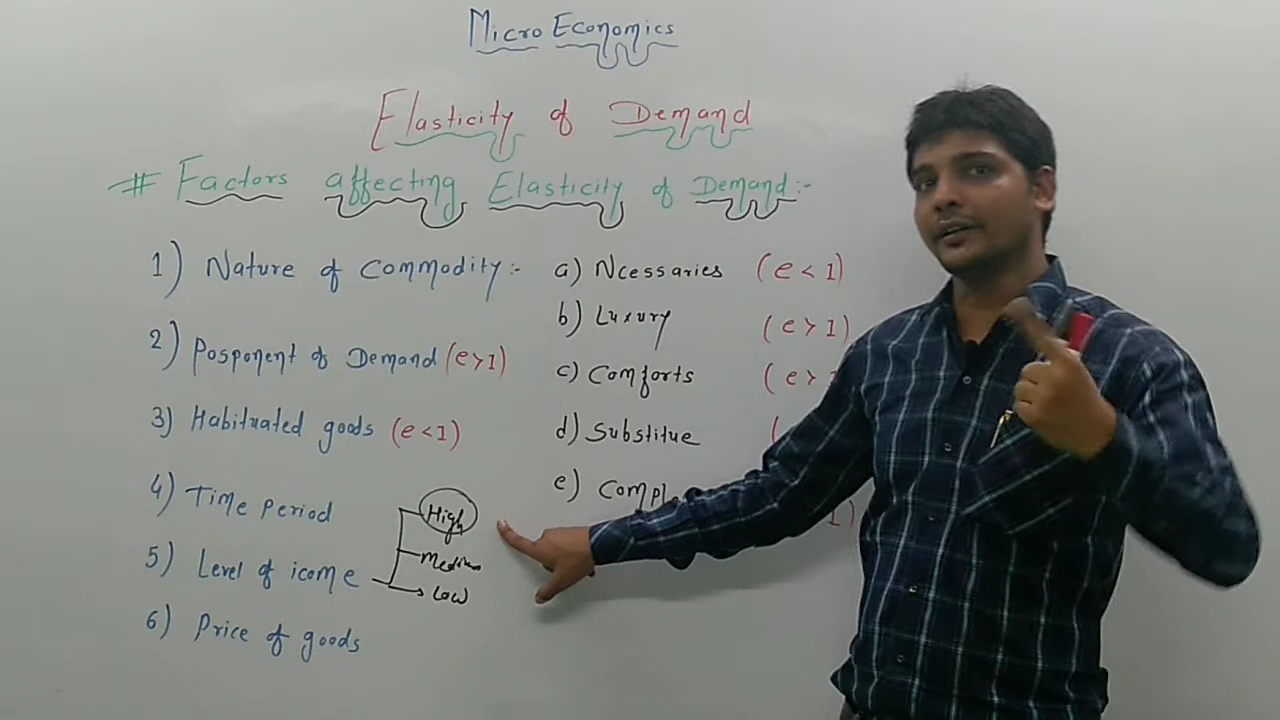 Micro Economics
Elasticity of Demand
# Factors affecting Elasticity of Demand:-
1) Nature of Commodity:-
a) Ncessaries (e < 1)
b) Luxury (e > 1)
c) Comforts (e >
d) Substitue (
e) Compl 1)
2) Posponent of Demand (e>1)
3) Habituated goods (e<1)
4) Time Period
5) Level of icome
High
Medium
Low
6) Price of goods